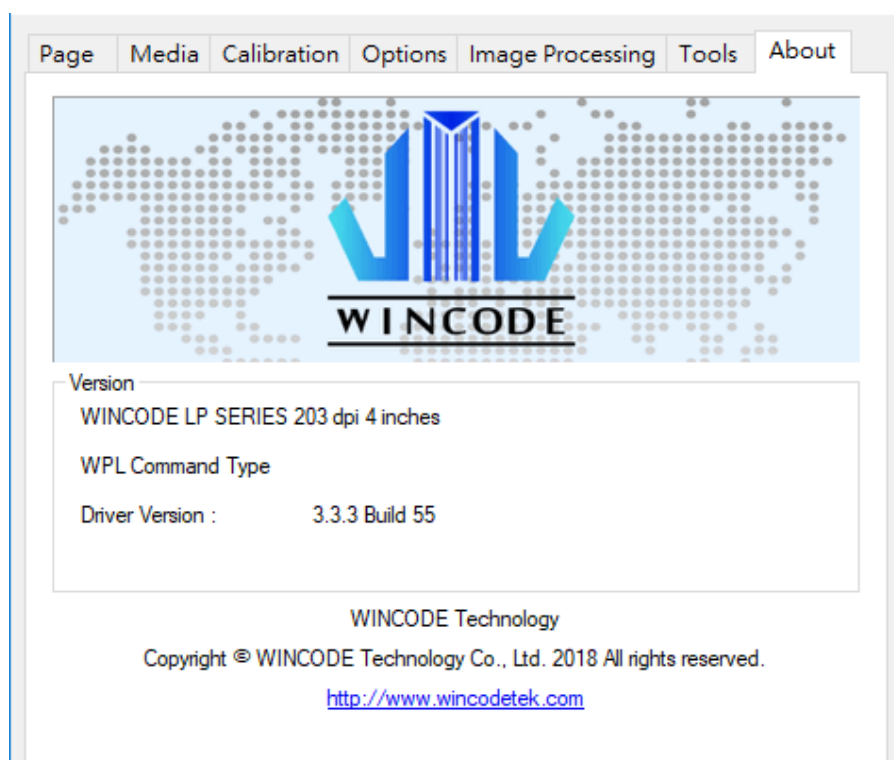 Page Media Calibration Options Image Processing Tools About
WINCODE
Version
WINCODE LP SERIES 203 dpi 4 inches
WPL Command Type
Driver Version : 3.3.3 Build 55
WINCODE Technology
Copyright © WINCODE Technology Co., Ltd. 2018 All rights reserved.
http://www.wincodetek.com